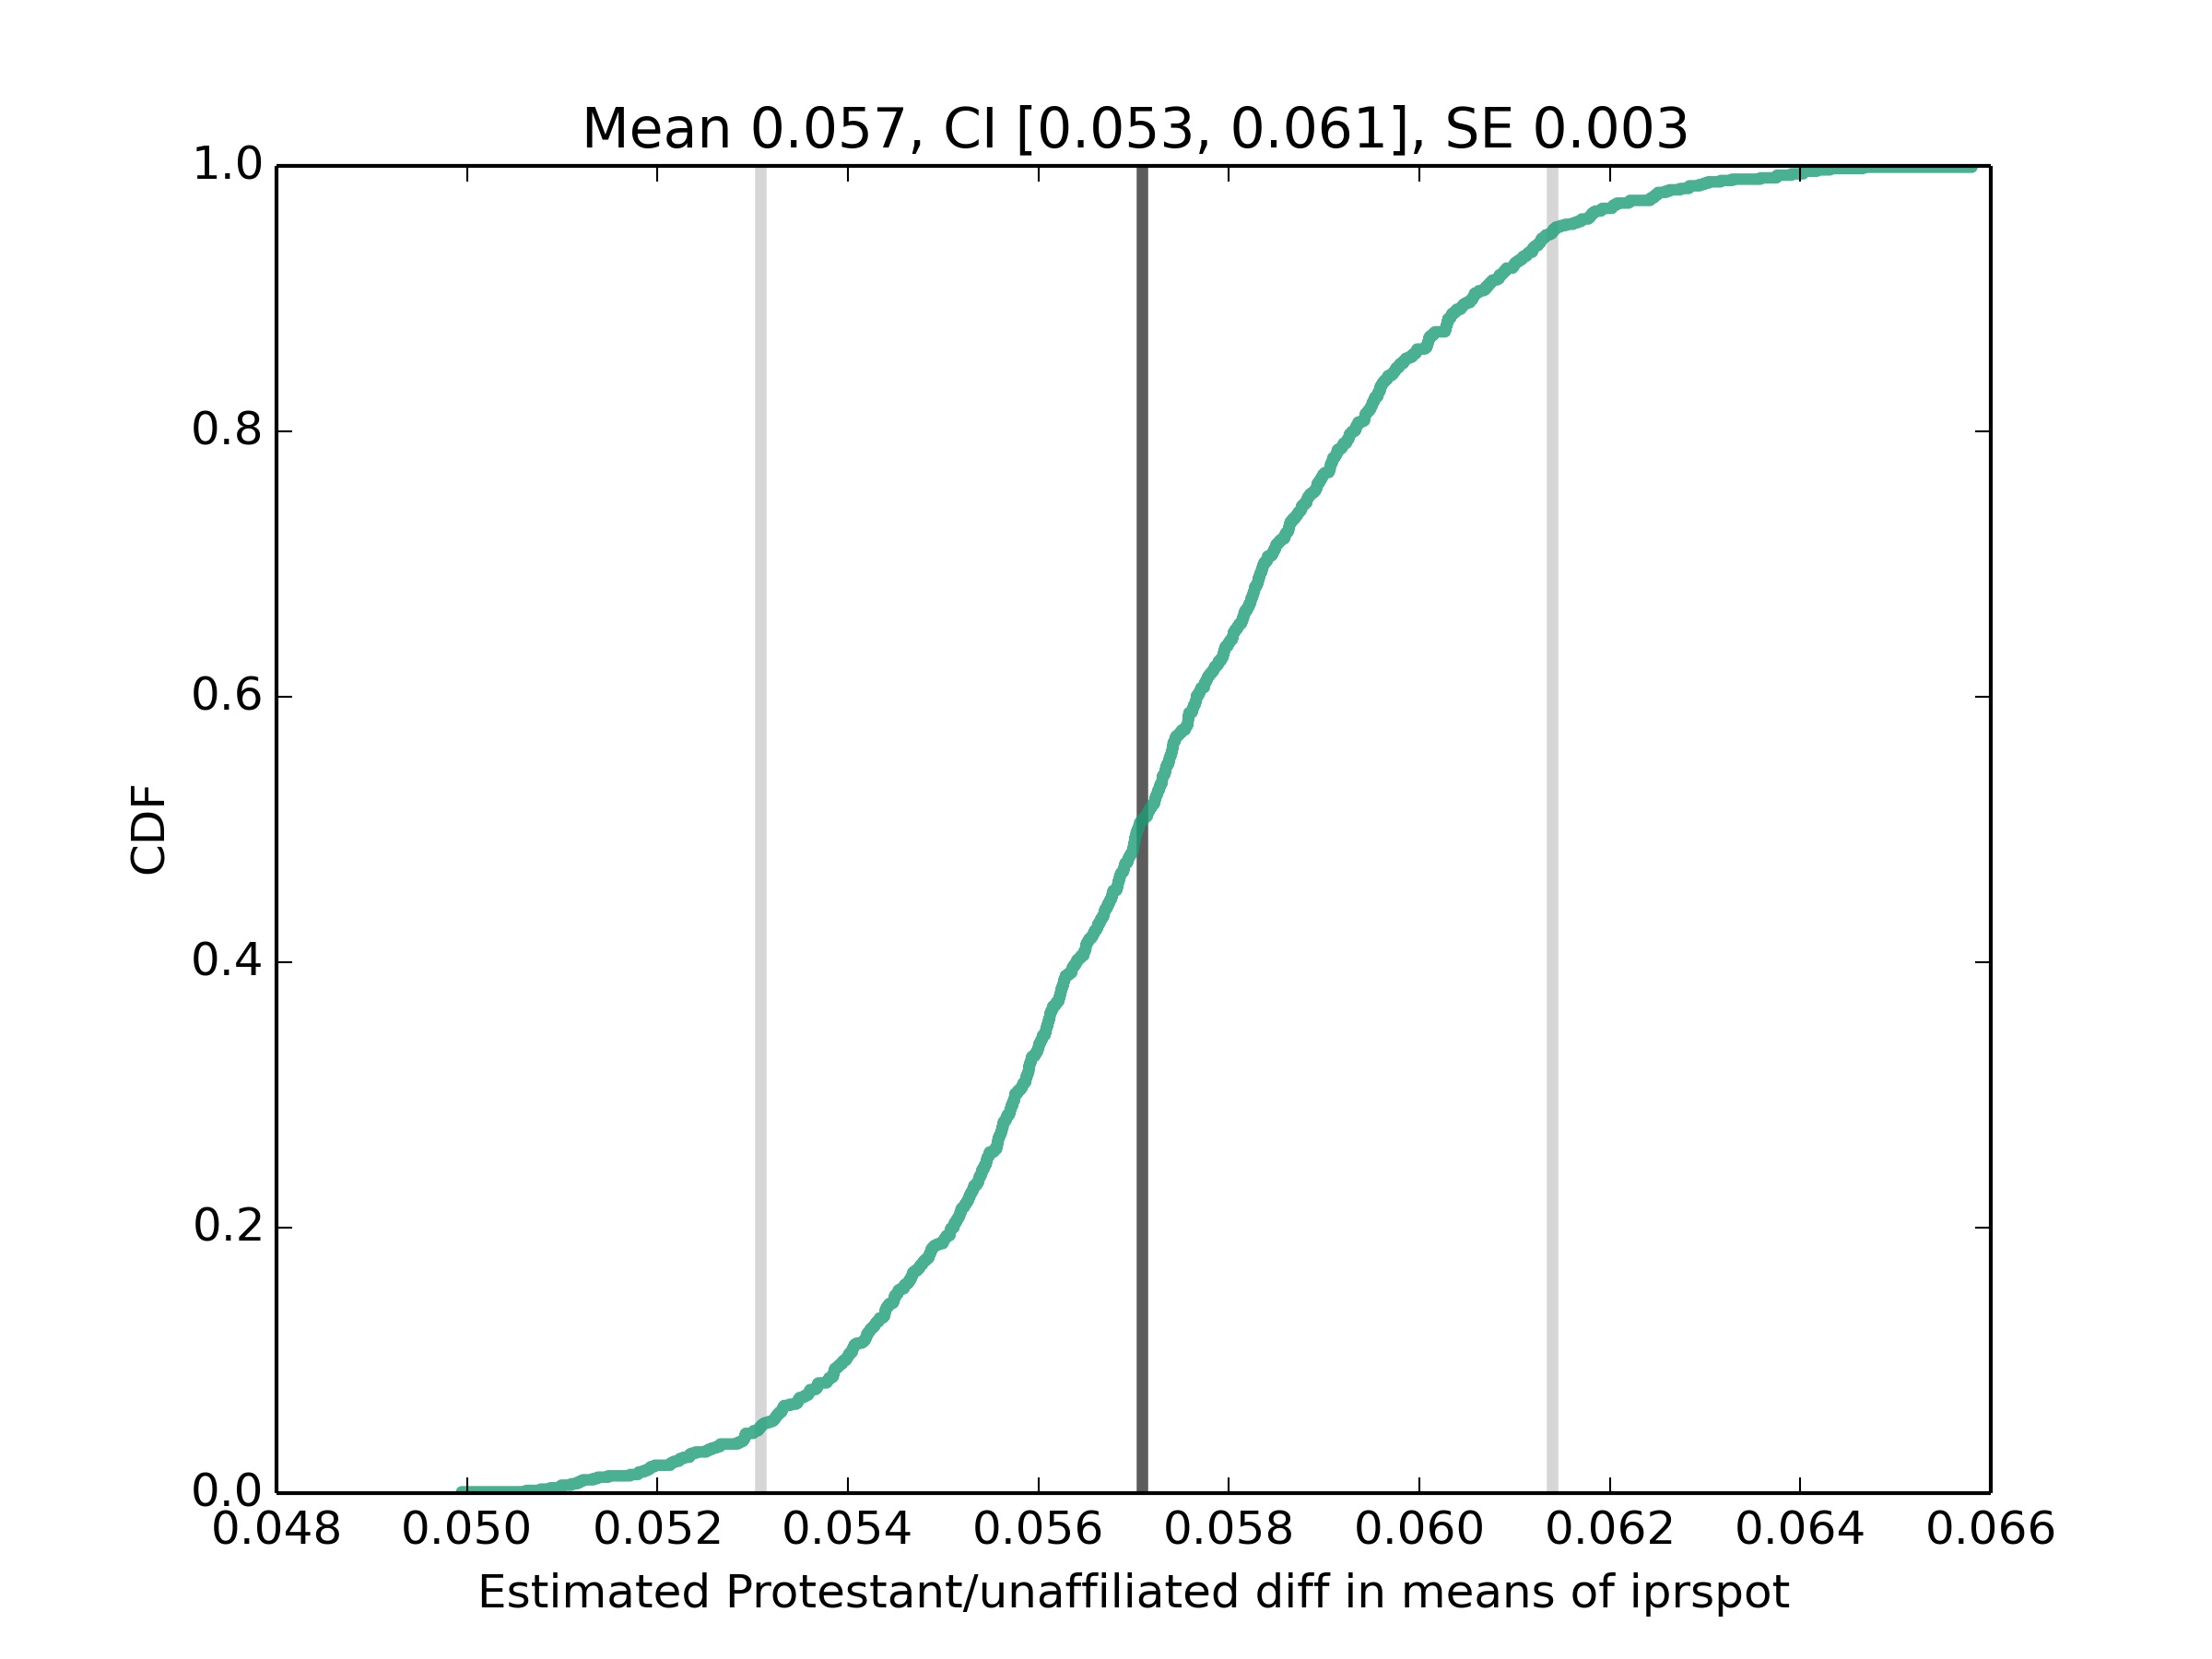 Mean 0.057, CI [0.053, 0.061], SE 0.003
1.0
0.8
0.6
0.4
0.2
0.0
CDF
0.048 0.050 0.052 0.054 0.056 0.058 0.060 0.062 0.064 0.066
Estimated Protestant/unaffiliated diff in means of iprspot